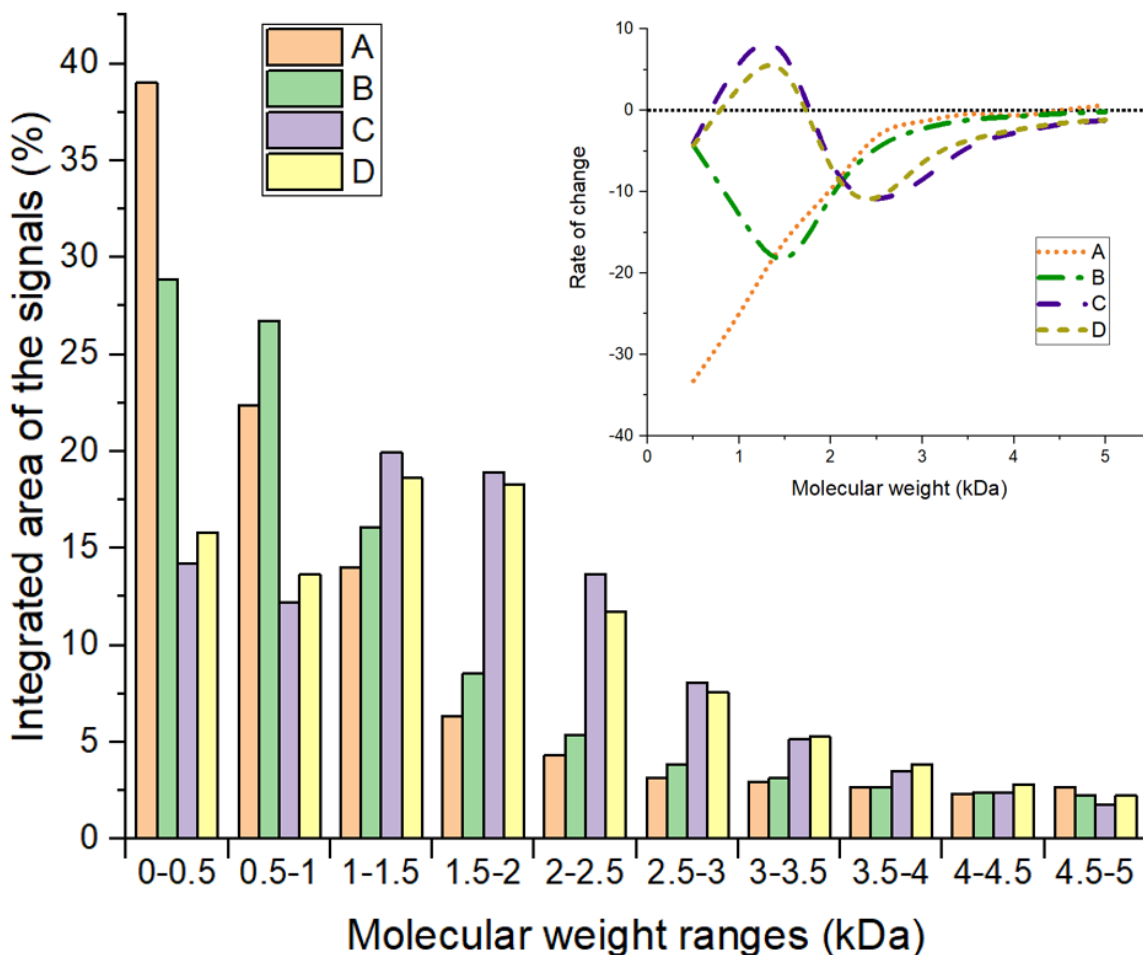 Integrated area of the signals (%)
40
35
30
25
20
15
10
5
0
A
B
C
D
Rate of change
10
0
-10
-20
-30
-40
A
B
C
D
0 1 2 3 4 5
Molecular weight (kDa)
0-0.5 0.5-1 1-1.5 1.5-2 2-2.5 2.5-3 3-3.5 3.5-4 4-4.5 4.5-5
Molecular weight ranges (kDa)